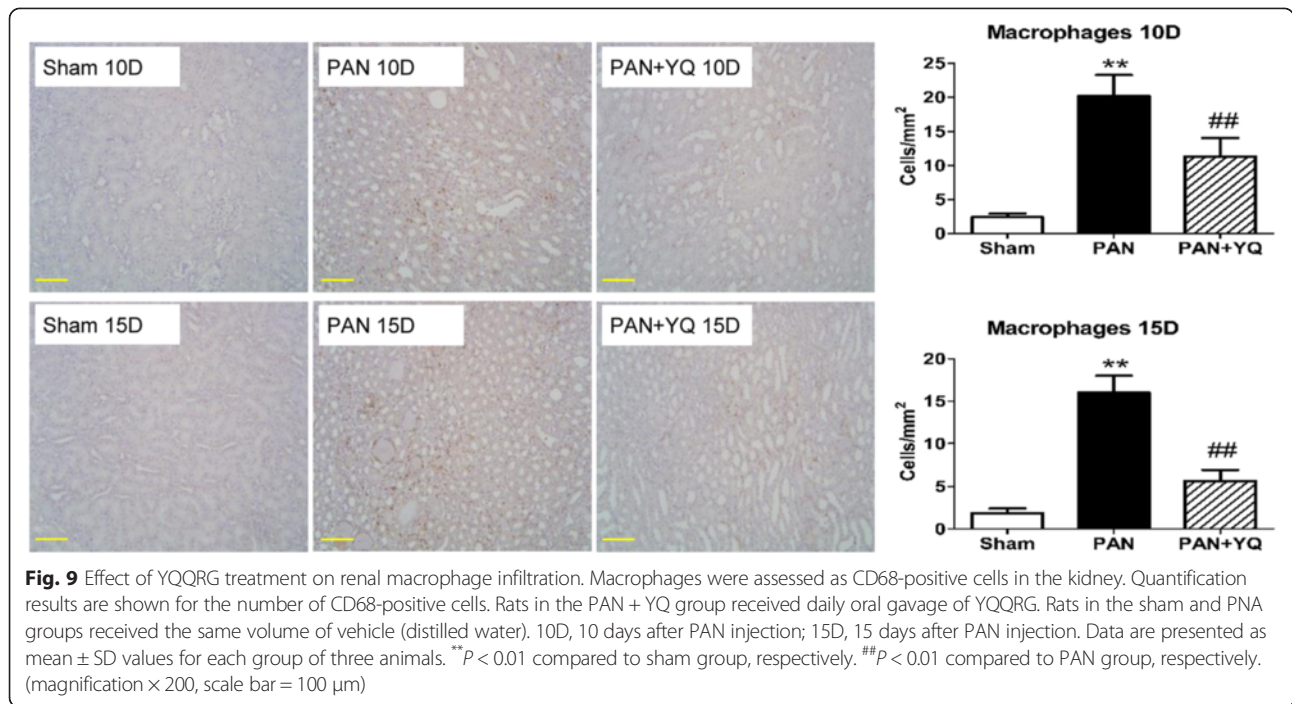 Sham 10D
PAN 10D
PAN+YQ 10D
Macrophages 10D
Cells/mm²
25
20
15
10
5
0
**
##
Sham
PAN
PAN+YQ
Sham 15D
PAN 15D
PAN+YQ 15D
Macrophages 15D
Cells/mm²
20
15
10
5
0
**
##
Sham
PAN
PAN+YQ
Fig. 9 Effect of YQQRG treatment on renal macrophage infiltration. Macrophages were assessed as CD68-positive cells in the kidney. Quantification
results are shown for the number of CD68-positive cells. Rats in the PAN + YQ group received daily oral gavage of YQQRG. Rats in the sham and PNA
groups received the same volume of vehicle (distilled water). 10D, 10 days after PAN injection; 15D, 15 days after PAN injection. Data are presented as
mean ± SD values for each group of three animals. **P < 0.01 compared to sham group, respectively. ##P < 0.01 compared to PAN group, respectively.
(magnification × 200, scale bar = 100 μm)